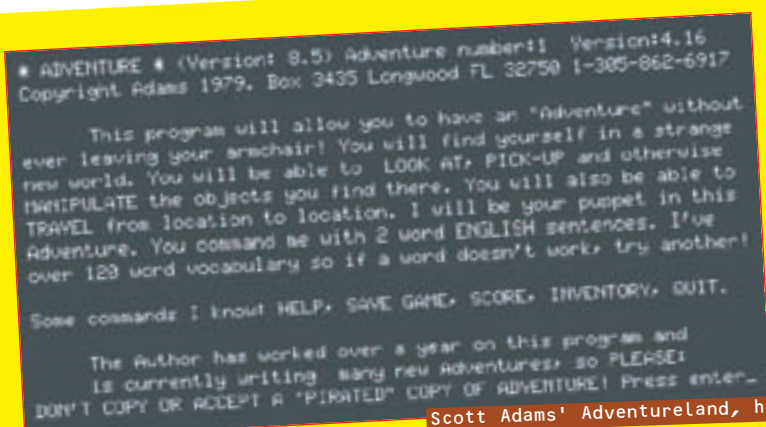 * ADVENTURE * (Version: 8.5) Adventure number:1 Version:4.16
Copyright Adams 1979, Box 3435 Longwood FL 32750 1-305-862-6917
This program will allow you to have an "Adventure" without
ever leaving your armchair! You will find yourself in a strange
new world. You will be able to LOOK AT, PICK-UP and otherwise
MANIPULATE the objects you find there. You will also be able to
TRAVEL from location to location. I will be your puppet in this
Adventure. You command me with 2 word ENGLISH sentences. I've
over 120 word vocabulary so if a word doesn't work, try another!
Some commands I know: HELP, SAVE GAME, SCORE, INVENTORY, QUIT.
The Author has worked over a year on this program and
is currently writing many new Adventures, so PLEASE:
DON'T COPY OR ACCEPT A "PIRATED" COPY OF ADVENTURE! Press enter_
Scott Adams' Adventureland, h